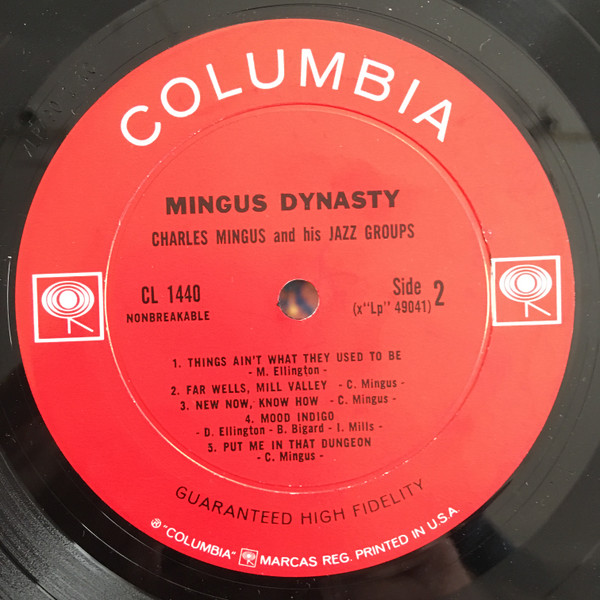 COLUMBIA
MINGUS DYNASTY
CHARLES MINGUS and his JAZZ GROUPS
CL 1440
NONBREAKABLE
Side 2
(x"Lp" 49041)
1. THINGS AIN'T WHAT THEY USED TO BE
- M. Ellington -
2. FAR WELLS, MILL VALLEY - C. Mingus -
3. NEW NOW, KNOW HOW - C. Mingus -
4. MOOD INDIGO
- D. Ellington - B. Bigard - I. Mills -
5. PUT ME IN THAT DUNGEON
- C. Mingus -
GUARANTEED HIGH FIDELITY
"COLUMBIA" MARCAS REG. PRINTED IN U.S.A.